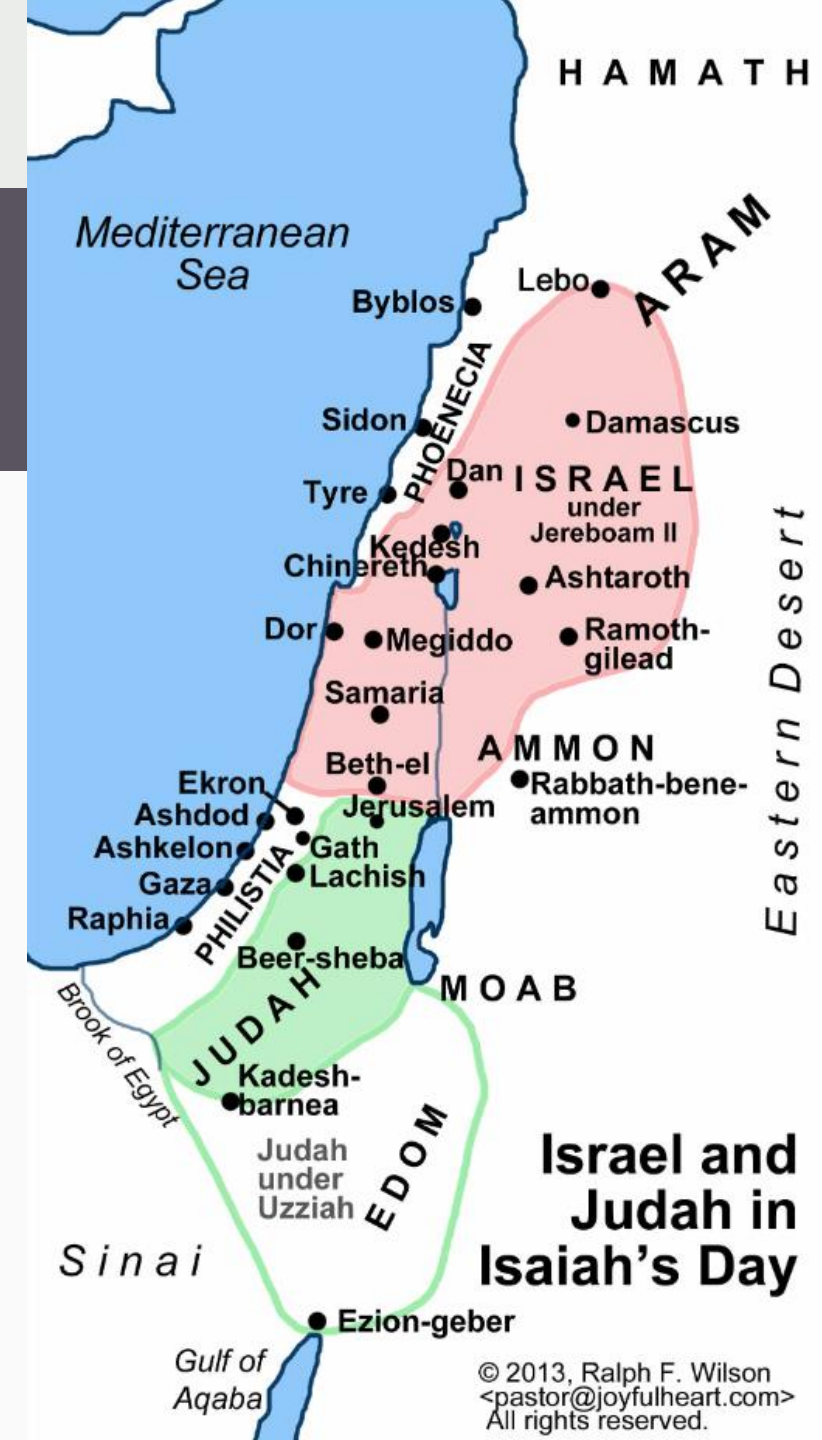 HAMATH
Mediterranean
Sea
ARAM
Lebo
Byblos
PHOENECIA
Sidon
Damascus
Dan
ISRAEL
under
Jereboam II
Tyre
Kedesh
Chinereth
Ashtaroth
Eastern Desert
Dor
Megiddo
Ramoth-
gilead
Samaria
AMMON
Beth-el
Rabbath-bene-
ammon
Ekron
Jerusalem
Ashdod
Ashkelon
Gath
Gaza
Lachish
PHILISTIA
Raphia
Beer-sheba
MOAB
JUDAH
Brook of Egypt
Kadesh-
barnea
EDOM
Judah
under
Uzziah
Israel and
Judah in
Isaiah's Day
Sinai
Ezion-geber
Gulf of
Aqaba
© 2013, Ralph F. Wilson
<pastor@joyfulheart.com>
All rights reserved.